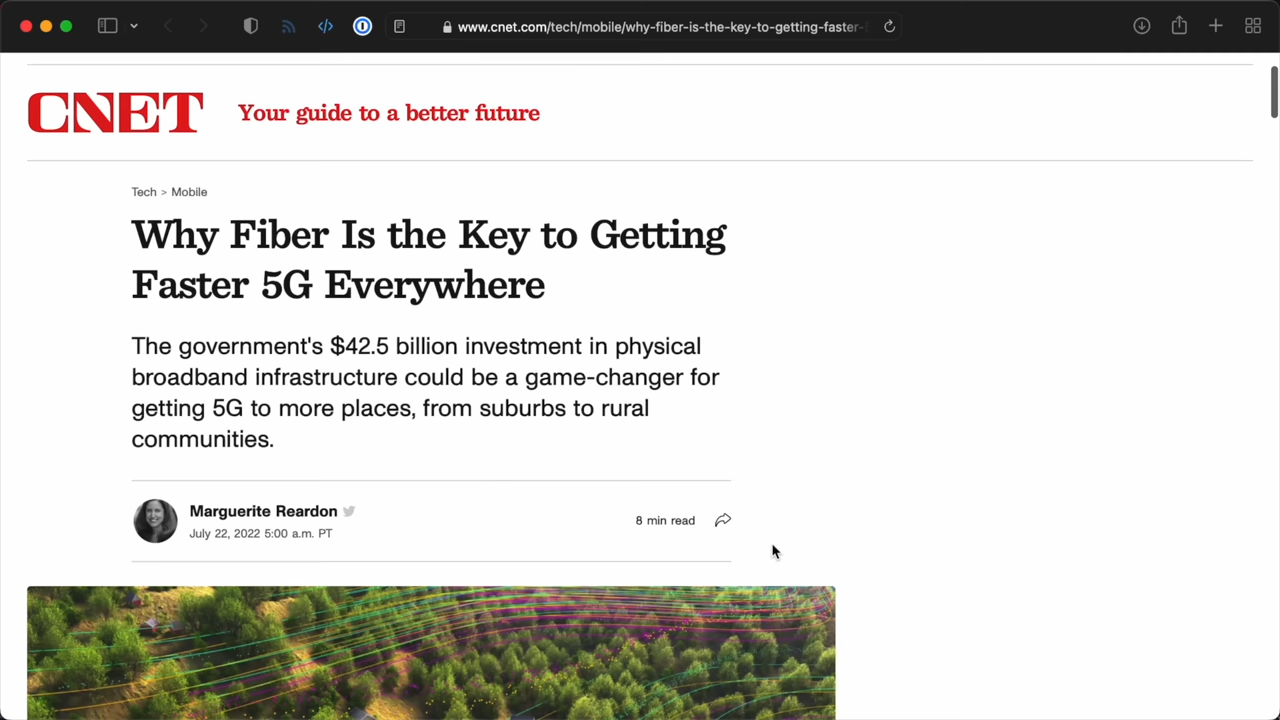 www.cnet.com/tech/mobile/why-fiber-is-the-key-to-getting-faster-
CNET
Your guide to a better future
Tech > Mobile
Why Fiber Is the Key to Getting
Faster 5G Everywhere
The government's $42.5 billion investment in physical
broadband infrastructure could be a game-changer for
getting 5G to more places, from suburbs to rural
communities.
Marguerite Reardon
July 22, 2022 5:00 a.m. PT
8 min read